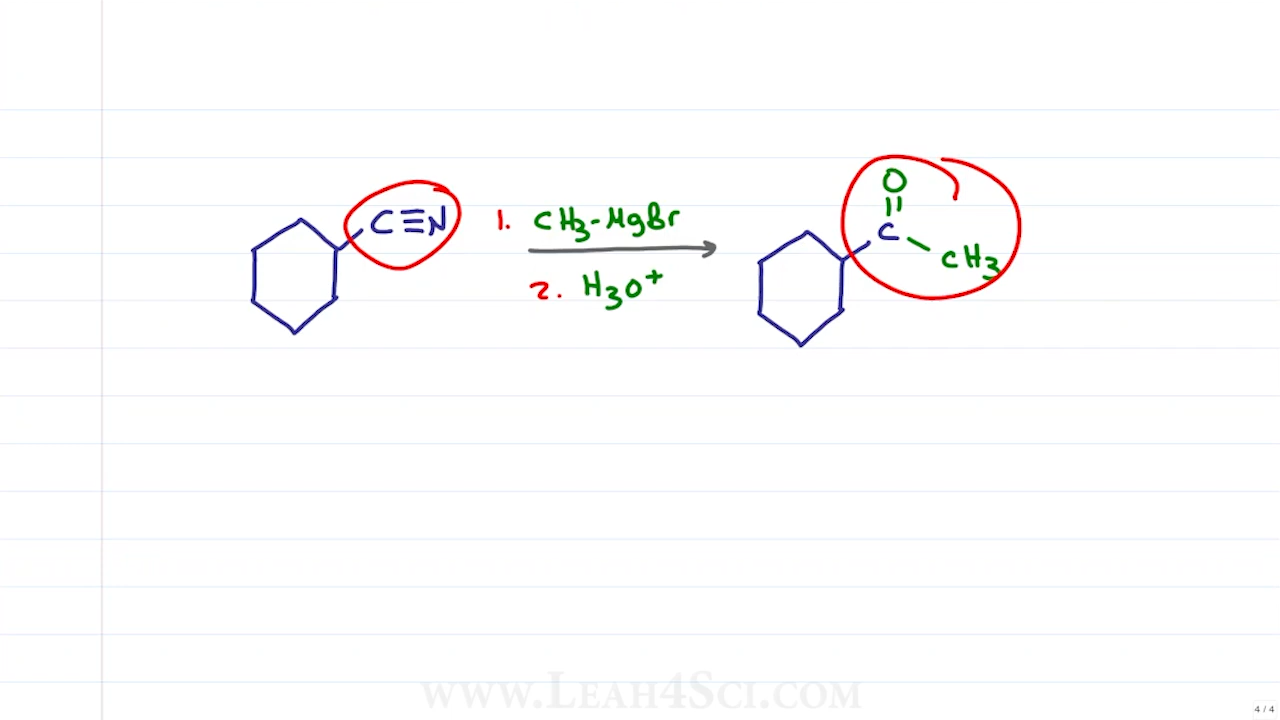 C≡N
1. CH3-MgBr
2. H3O+
O
C
CH3
www.Leah4Sci.com
4 / 4